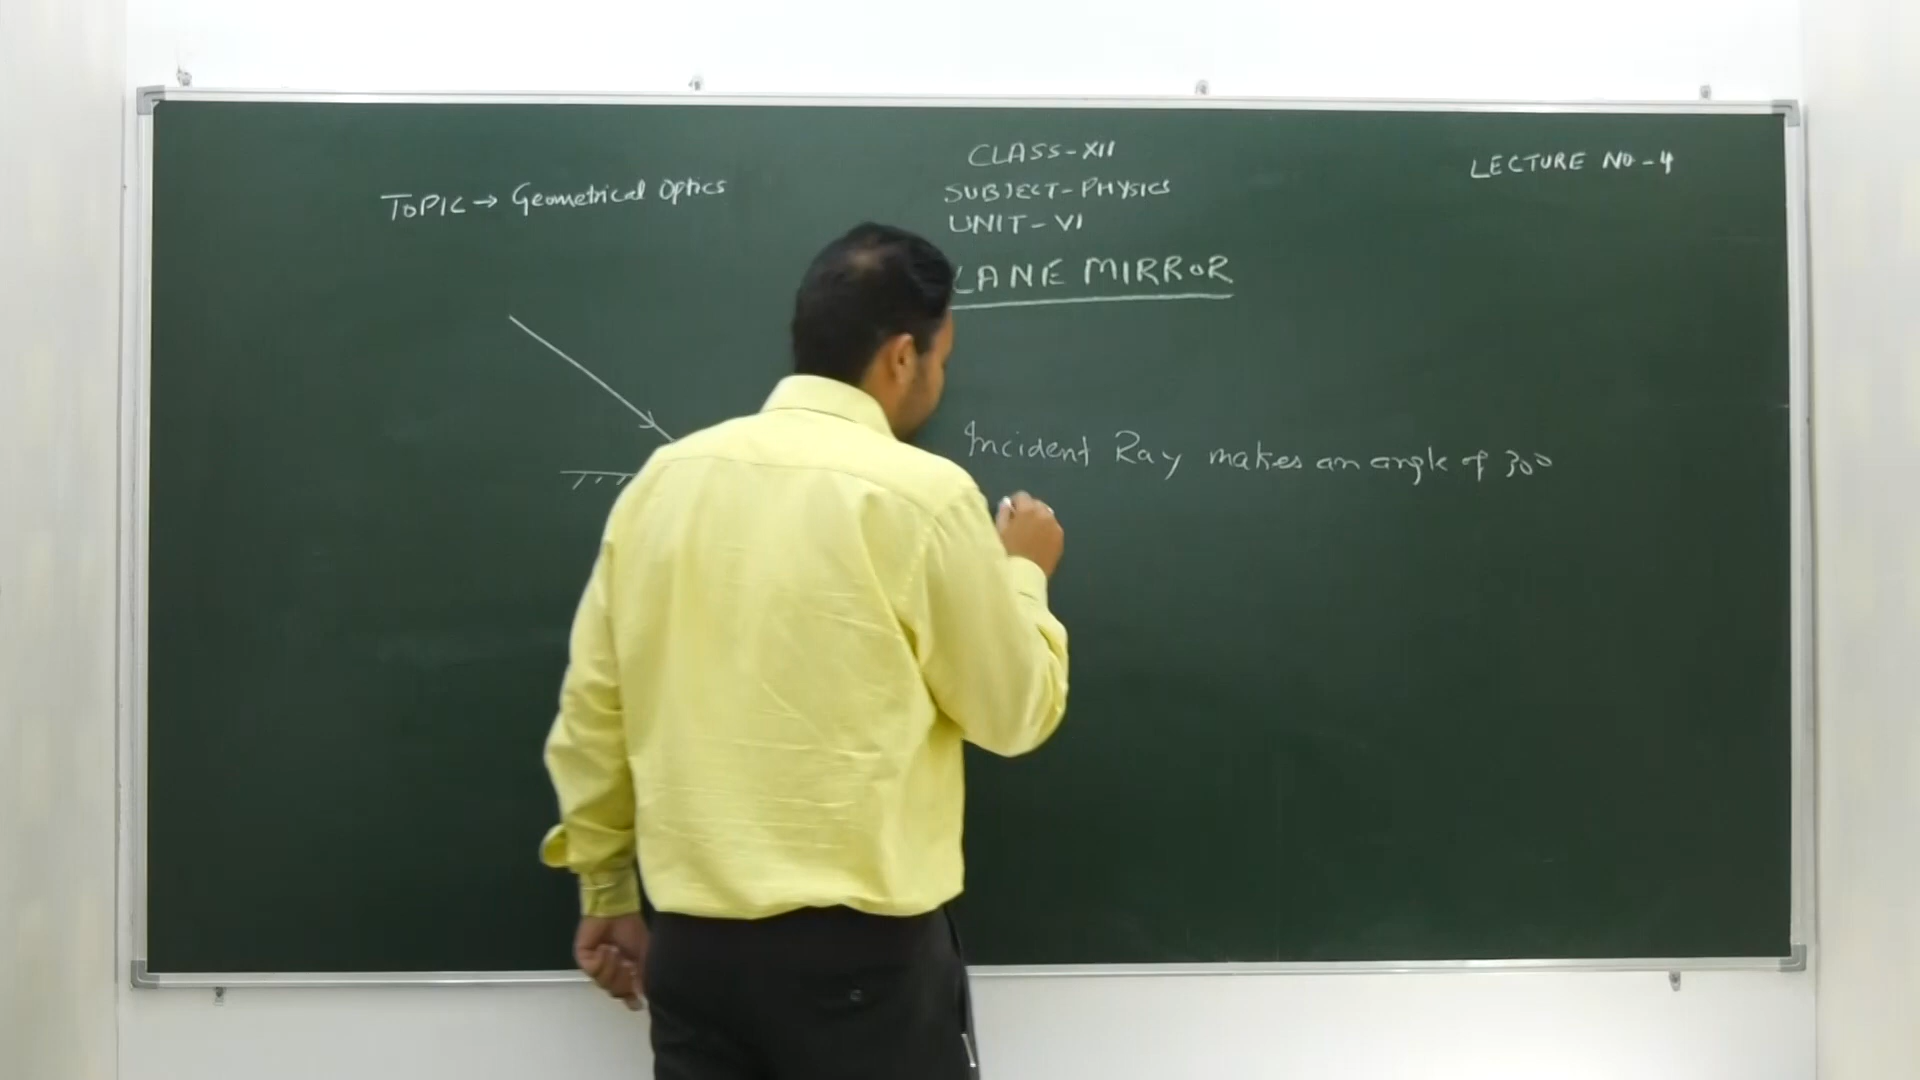 CLASS-XII
LECTURE NO-4
TOPIC → Geometrical Optics
SUBJECT-PHYSICS
UNIT-VI
LANE MIRROR
Incident Ray makes an angle of 30°